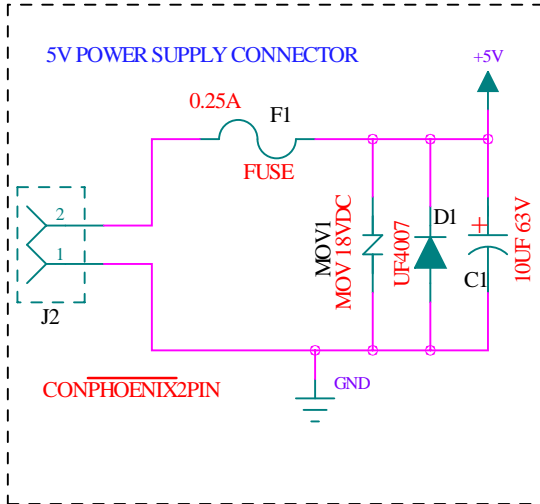 5V POWER SUPPLY CONNECTOR
+5V
0.25A
F1
FUSE
2
1
J2
MOV1
MOV 18VDC
UF4007
D1
+
C1
10UF 63V
CONPHOENIX2PIN
GND